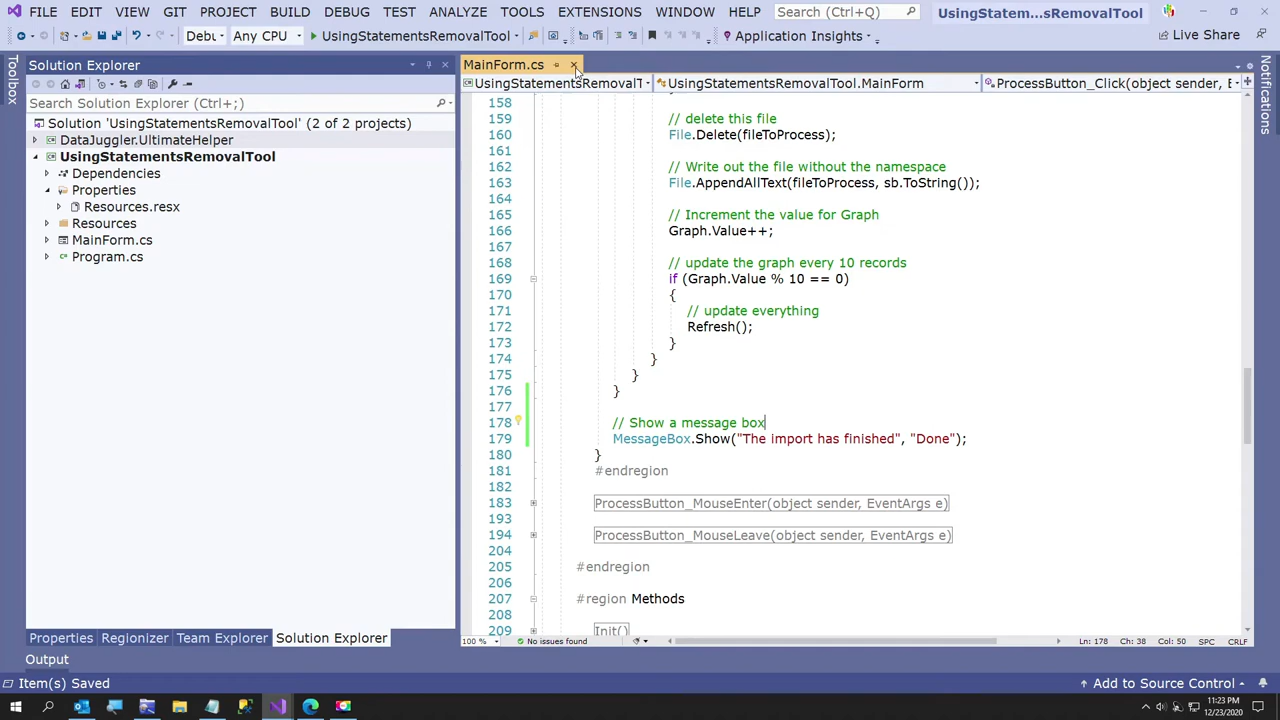 FILE EDIT VIEW GIT PROJECT BUILD DEBUG TEST ANALYZE TOOLS EXTENSIONS WINDOW HELP Search (Ctrl+Q) UsingStatem...sRemovalTool
Debu Any CPU UsingStatementsRemovalTool Application Insights Live Share
Toolbox
Solution Explorer
Search Solution Explorer (Ctrl+;)
Solution 'UsingStatementsRemovalTool' (2 of 2 projects)
DataJuggler.UltimateHelper
UsingStatementsRemovalTool
Dependencies
Properties
Resources.resx
Resources
MainForm.cs
Program.cs
Properties Regionizer Team Explorer Solution Explorer
Output
MainForm.cs
UsingStatementsRemovalT UsingStatementsRemovalTool.MainForm ProcessButton_Click(object sender, E
158
159 // delete this file
160 File.Delete(fileToProcess);
161
162 // Write out the file without the namespace
163 File.AppendAllText(fileToProcess, sb.ToString());
164
165 // Increment the value for Graph
166 Graph.Value++;
167
168 // update the graph every 10 records
169 if (Graph.Value % 10 == 0)
170 {
171 // update everything
172 Refresh();
173 }
174 }
175 }
176 }
177
178 // Show a message box
179 MessageBox.Show("The import has finished", "Done");
180 }
181 #endregion
182
183 ProcessButton_MouseEnter(object sender, EventArgs e)
193
194 ProcessButton_MouseLeave(object sender, EventArgs e)
204
205 #endregion
206
207 #region Methods
208
209 Init()
100 % No issues found Ln: 178 Ch: 38 Col: 50 SPC CRLF
Notifications
Item(s) Saved Add to Source Control
11:23 PM
12/23/2020